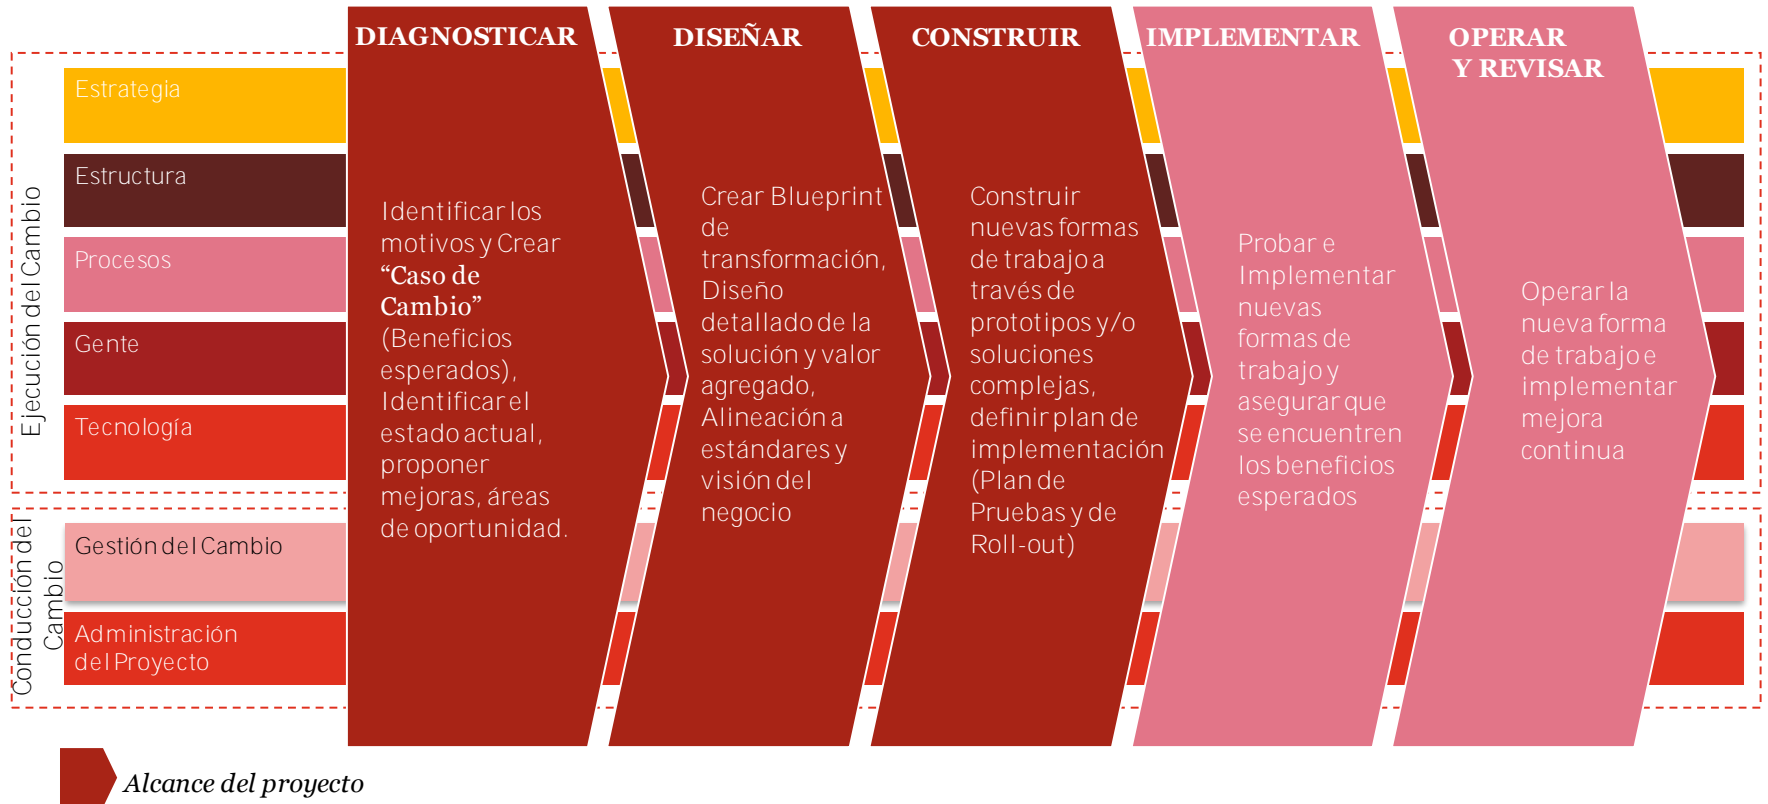 DIAGNOSTICAR
DISEÑAR
CONSTRUIR
IMPLEMENTAR
OPERAR
Y REVISAR
Ejecución del Cambio
Estrategia
Estructura
Procesos
Gente
Tecnología
Conducción del
Cambio
Gestión del Cambio
Administración
del Proyecto
Identificar los
motivos y Crear
“Caso de
Cambio”
(Beneficios
esperados),
Identificar el
estado actual,
proponer
mejoras, áreas
de oportunidad.
Crear Blueprint
de
transformación,
Diseño
detallado de la
solución y valor
agregado,
Alineación a
estándares y
visión del
negocio
Construir
nuevas formas
de trabajo a
través de
prototipos y/o
soluciones
complejas,
definir plan de
implementación
(Plan de
Pruebas y de
Roll-out)
Probar e
Implementar
nuevas
formas de
trabajo y
asegurar que
se encuentren
los beneficios
esperados
Operar la
nueva forma
de trabajo e
implementar
mejora
continua
Alcance del proyecto